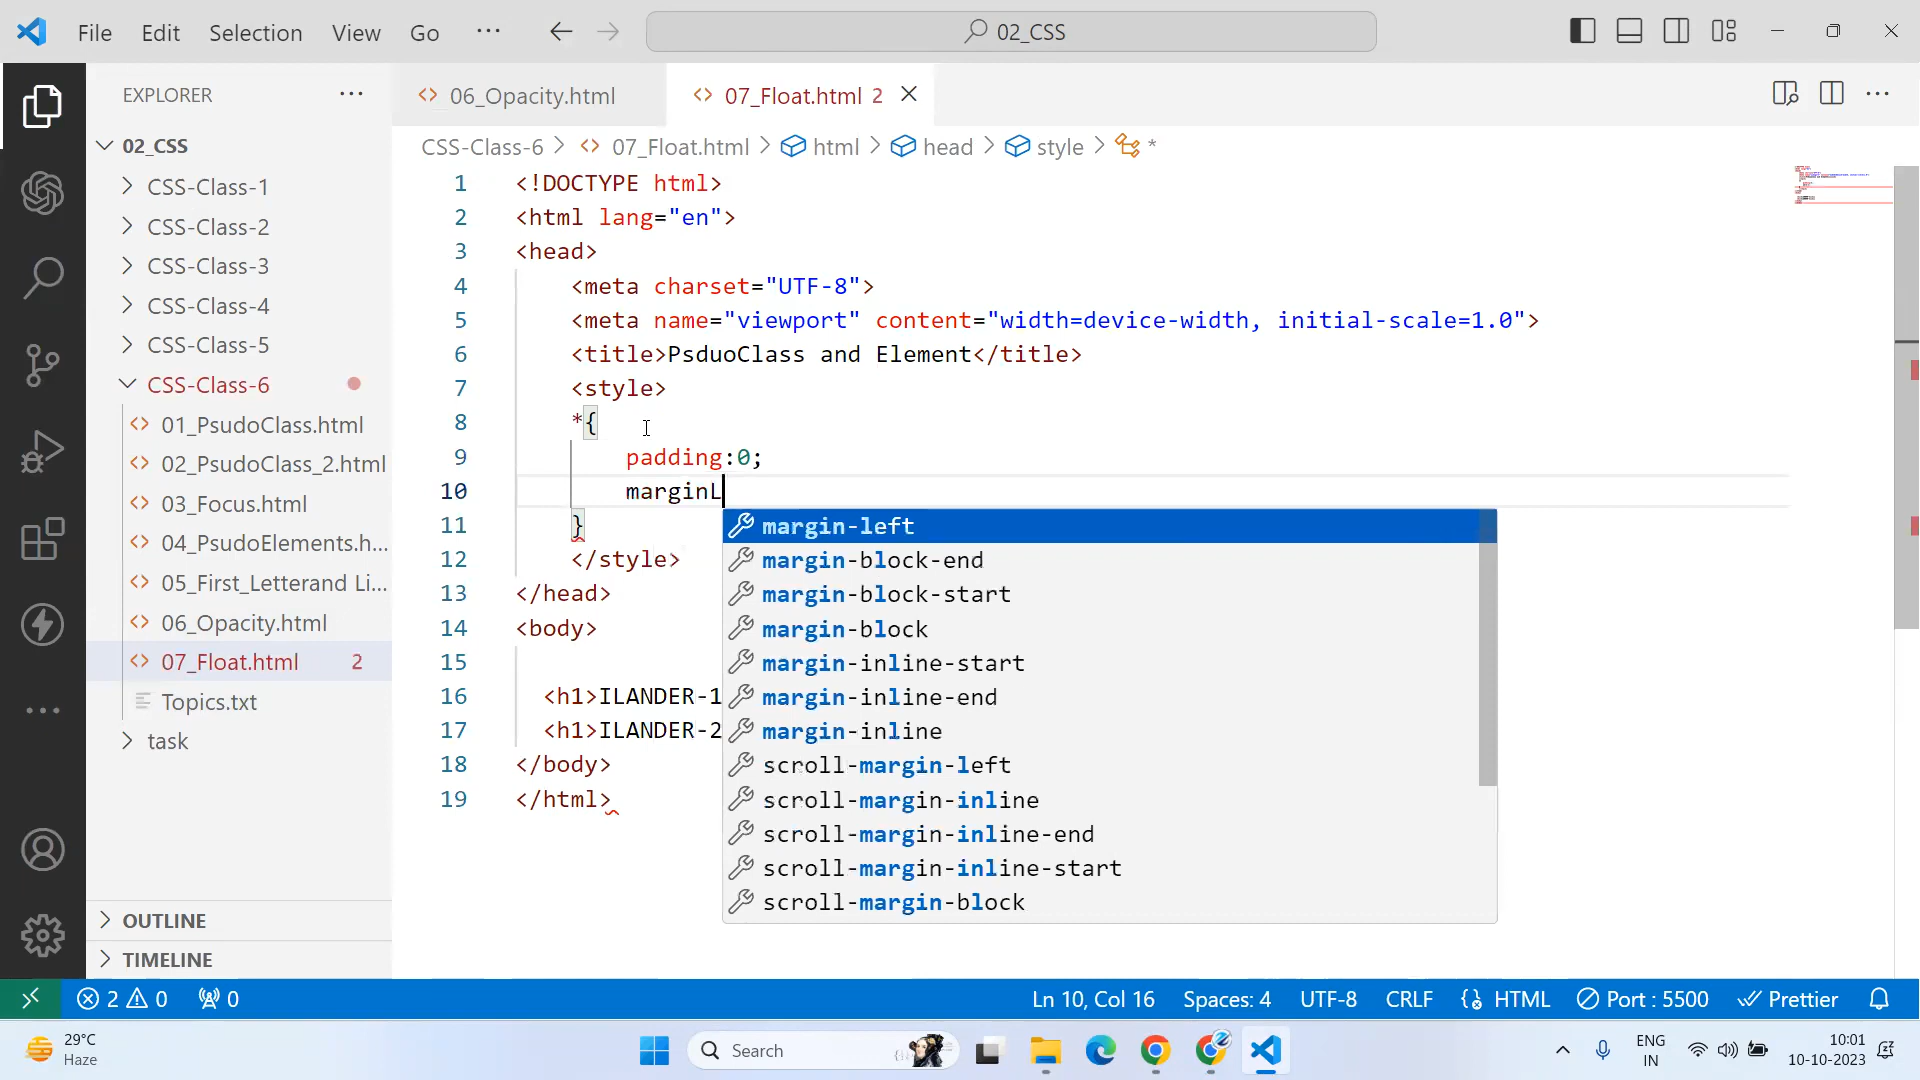 File Edit Selection View Go ··· 02_CSS
EXPLORER ···
06_Opacity.html
07_Float.html 2
02_CSS
CSS-Class-1
CSS-Class-2
CSS-Class-3
CSS-Class-4
CSS-Class-5
CSS-Class-6
01_PsudoClass.html
02_PsudoClass_2.html
03_Focus.html
04_PsudoElements.h...
05_First_Letterand Li...
06_Opacity.html
07_Float.html 2
Topics.txt
task
OUTLINE
TIMELINE
CSS-Class-6 > <> 07_Float.html > html > head > style > *
1 <!DOCTYPE html>
2 <html lang="en">
3 <head>
4 <meta charset="UTF-8">
5 <meta name="viewport" content="width=device-width, initial-scale=1.0">
6 <title>PsduoClass and Element</title>
7 <style>
8 *{
9 padding:0;
10 marginL
11 }
12 </style>
13 </head>
14 <body>
15
16 <h1>ILANDER-1
17 <h1>ILANDER-2
18 </body>
19 </html>
margin-left
margin-block-end
margin-block-start
margin-block
margin-inline-start
margin-inline-end
margin-inline
scroll-margin-left
scroll-margin-inline
scroll-margin-inline-end
scroll-margin-inline-start
scroll-margin-block
2 0 0 Ln 10, Col 16 Spaces: 4 UTF-8 CRLF HTML Port : 5500 Prettier
29°C
Haze
Search
ENG
IN
10:01
10-10-2023